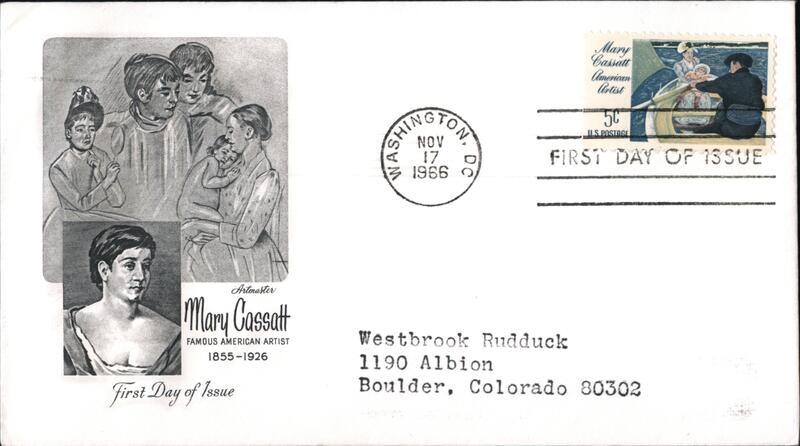 Artmaster
Mary Cassatt
FAMOUS AMERICAN ARTIST
1855-1926
First Day of Issue
WASHINGTON, DC
NOV
17
1966
Mary
Cassatt
American
Artist
5c
U.S. POSTAGE
FIRST DAY OF ISSUE
Westbrook Rudduck
1190 Albion
Boulder, Colorado 80302